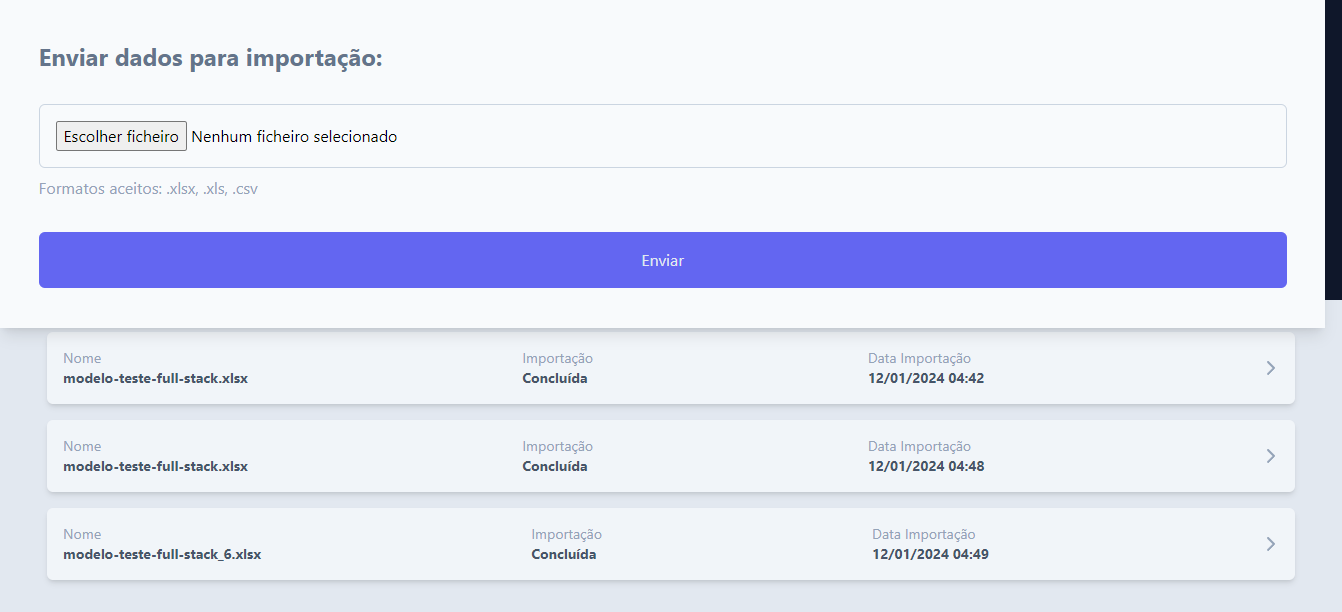 Enviar dados para importação:
Escolher ficheiro Nenhum ficheiro selecionado
Formatos aceitos: .xlsx, .xls, .csv
Enviar
Nome Importação Data Importação
modelo-teste-full-stack.xlsx Concluída 12/01/2024 04:42
Nome Importação Data Importação
modelo-teste-full-stack.xlsx Concluída 12/01/2024 04:48
Nome Importação Data Importação
modelo-teste-full-stack_6.xlsx Concluída 12/01/2024 04:49